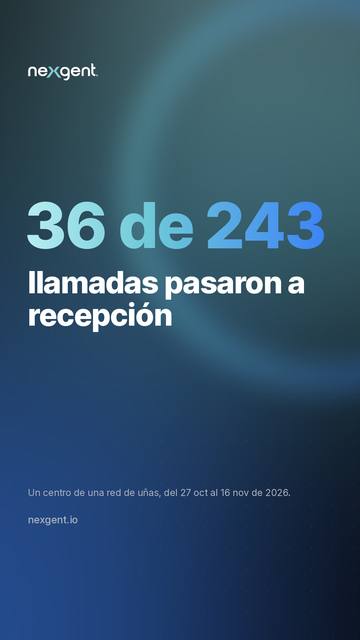 nexgent
36 de 243
llamadas pasaron a
recepción
Un centro de una red de uñas, del 27 oct al 16 nov de 2026.
nexgent.io